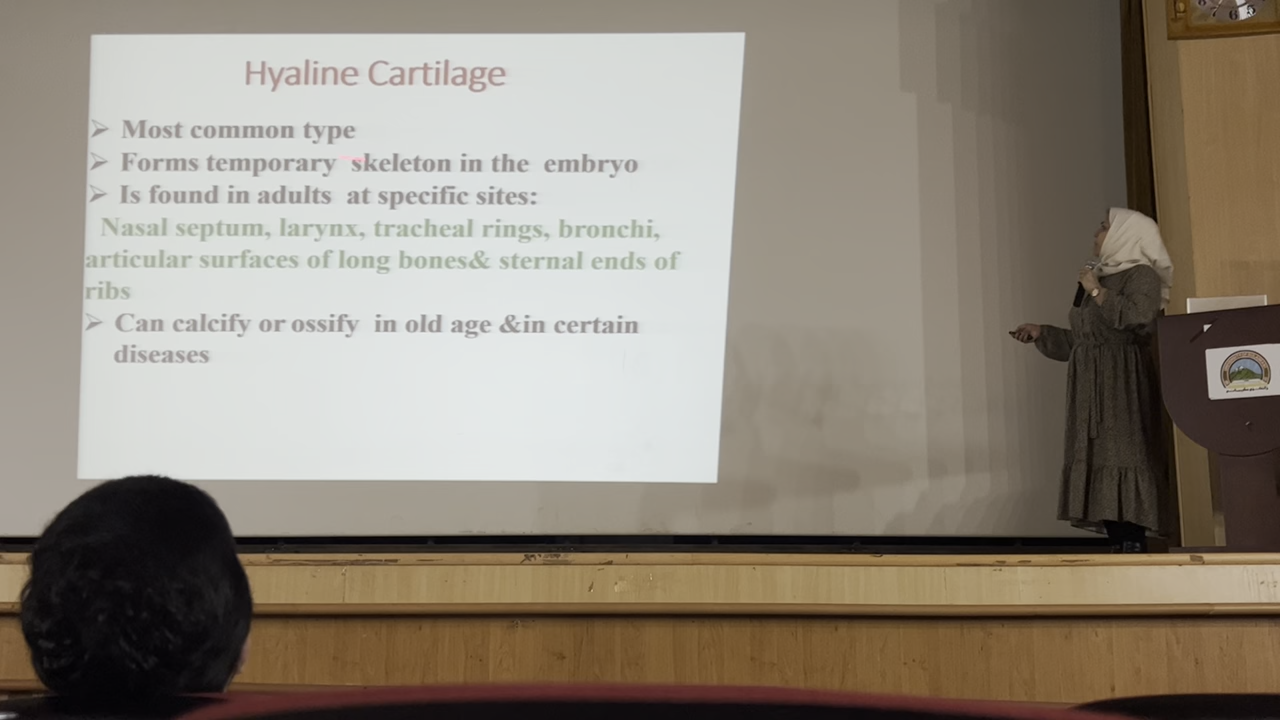 Hyaline Cartilage
➢ Most common type
➢ Forms temporary skeleton in the embryo
➢ Is found in adults at specific sites:
Nasal septum, larynx, tracheal rings, bronchi,
articular surfaces of long bones& sternal ends of
ribs
➢ Can calcify or ossify in old age &in certain
diseases